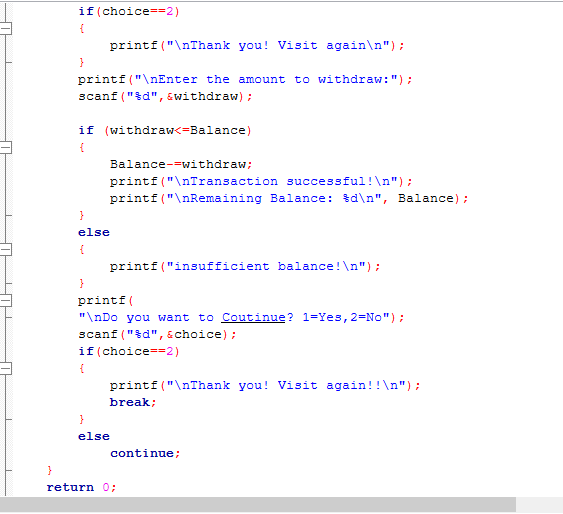 if(choice==2)
{
printf("\nThank you! Visit again\n");
}
printf("\nEnter the amount to withdraw:");
scanf("%d",&withdraw);
if (withdraw<=Balance)
{
Balance-=withdraw;
printf("\nTransaction successful!\n");
printf("\nRemaining Balance: %d\n", Balance);
}
else
{
printf("insufficient balance!\n");
}
printf(
"\nDo you want to Coutinue? 1=Yes,2=No");
scanf("%d",&choice);
if(choice==2)
{
printf("\nThank you! Visit again!!\n");
break;
}
else
continue;
}
return 0;